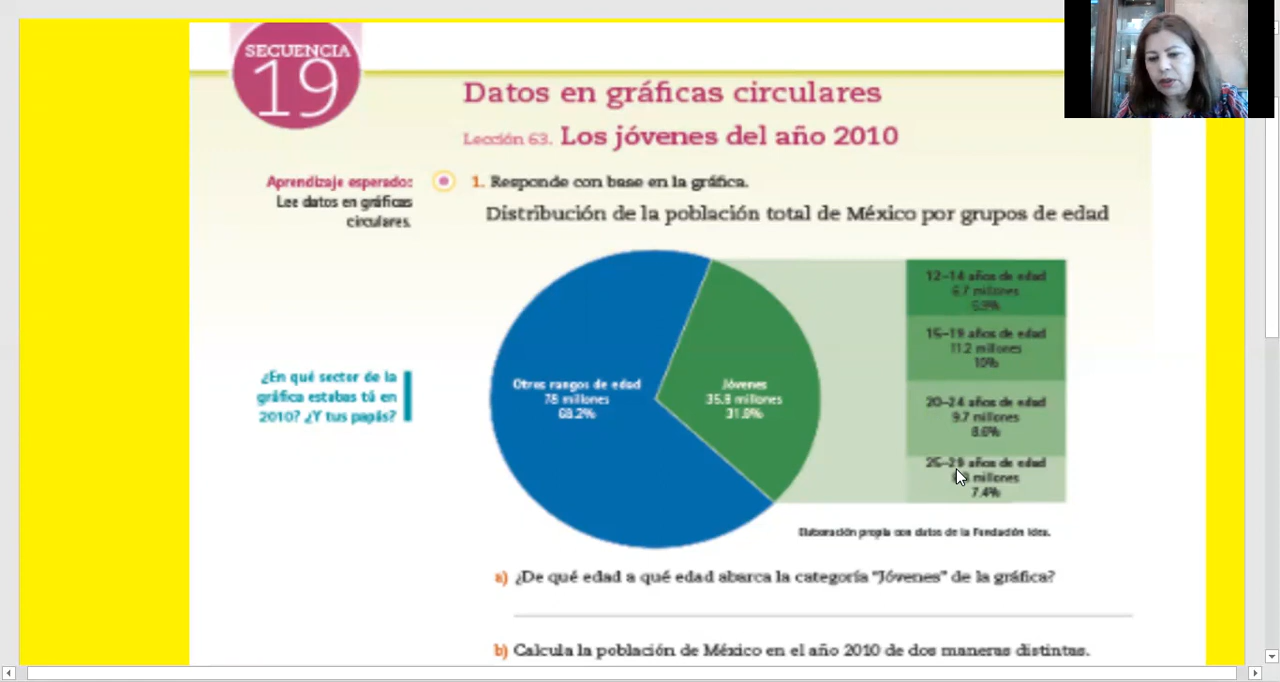 SECUENCIA
19
Datos en gráficas circulares
Lección 63. Los jóvenes del año 2010
Aprendizaje esperado:
Lee datos en gráficas
circulares.
1. Responde con base en la gráfica.
Distribución de la población total de México por grupos de edad
¿En qué sector de la
gráfica estabas tú en
2010? ¿Y tus papás?
Otros rangos de edad
78 millones
68.2%
Jóvenes
35.9 millones
31.9%
12–14 años de edad
6.7 millones
5.9%
15–19 años de edad
11.2 millones
10%
20–24 años de edad
9.7 millones
8.6%
25–29 años de edad
millones
7.4%
Elaboración propia con datos de la Fundación Idea.
a) ¿De qué edad a qué edad abarca la categoría "Jóvenes" de la gráfica?
b) Calcula la población de México en el año 2010 de dos maneras distintas.